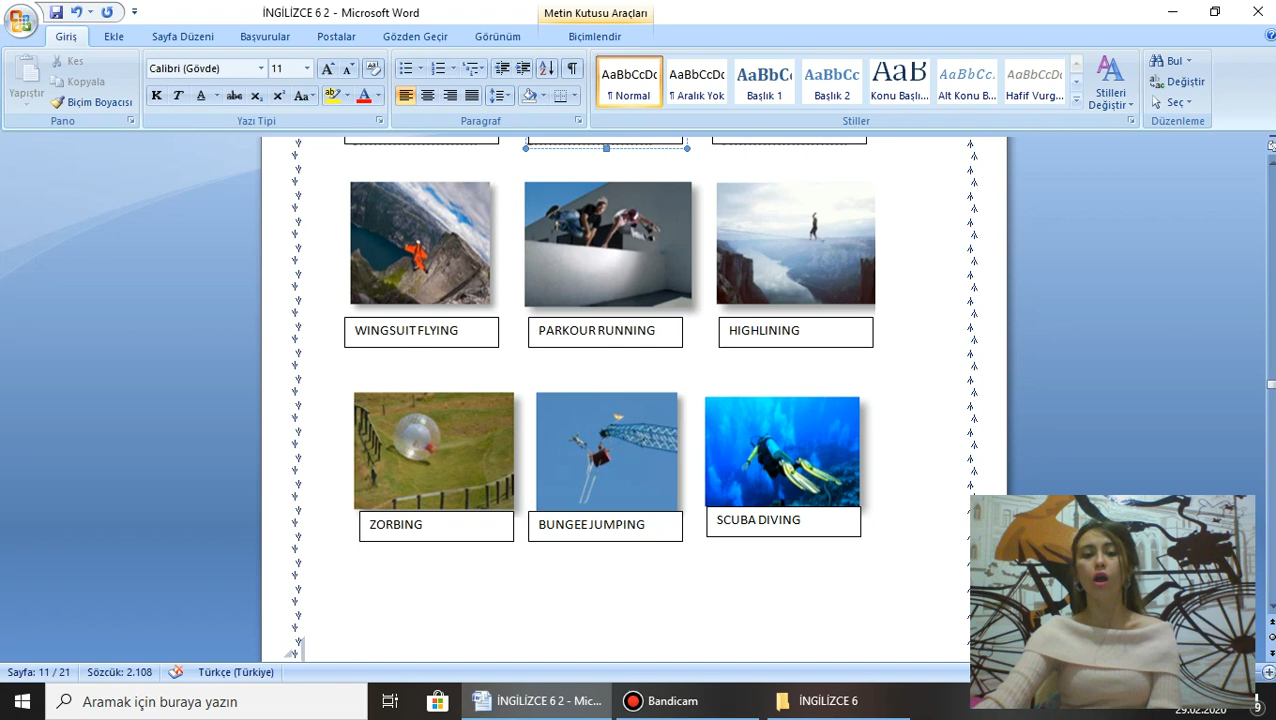 İNGİLİZCE 6 2 - Microsoft Word
Metin Kutusu Araçları
Giriş Ekle Sayfa Düzeni Başvurular Postalar Gözden Geçir Görünüm Biçimlendir
Yapıştır
Kes
Kopyala
Biçim Boyacısı
Pano
Calibri (Gövde) 11
Yazı Tipi
Paragraf
AaBbCcDc AaBbCcDc AaBbCc AaBbCc AaB AaBbCc. AaBbCcDc
¶ Normal ¶ Aralık Yok Başlık 1 Başlık 2 Konu Başlı... Alt Konu B... Hafif Vurg...
Stilleri Değiştir
Stiller
Bul
Değiştir
Seç
Düzenleme
WINGSUIT FLYING PARKOUR RUNNING HIGHLINING
ZORBING BUNGEE JUMPING SCUBA DIVING
Sayfa: 11 / 21 Sözcük: 2.108 Türkçe (Türkiye)
Aramak için buraya yazın
İNGİLİZCE 6 2 - Mic...
Bandicam
İNGİLİZCE 6
29.02.2020